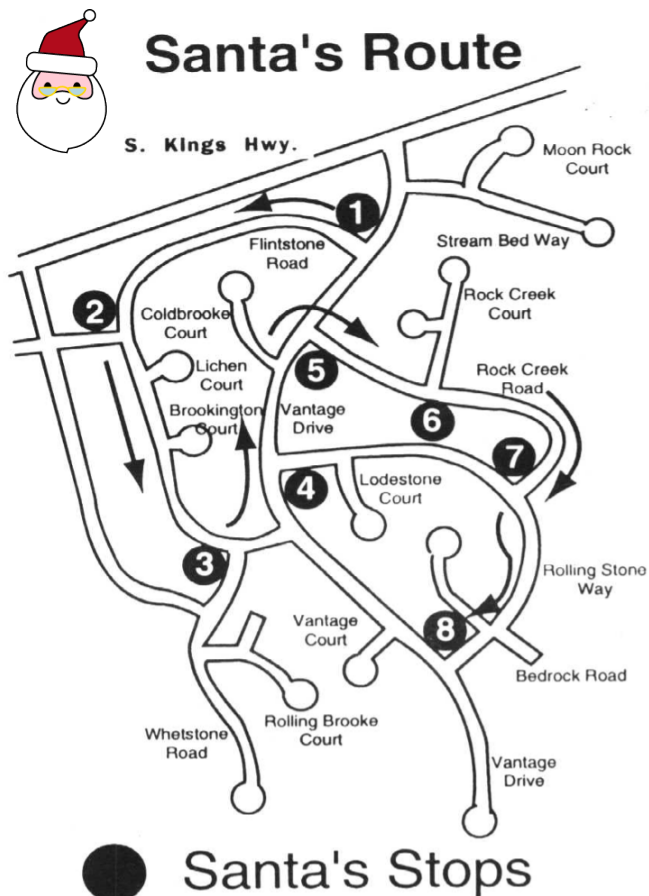 Santa's Route
S. Kings Hwy.
Moon Rock
Court
1
Stream Bed Way
Flintstone
Road
Rock Creek
Court
2
Coldbrooke
Court
Lichen
Court
5
Rock Creek
Road
Brookington
Court
Vantage
Drive
6
7
4
Lodestone
Court
3
Rolling Stone
Way
Vantage
Court
8
Bedrock Road
Rolling Brooke
Court
Whetstone
Road
Vantage
Drive
Santa's Stops